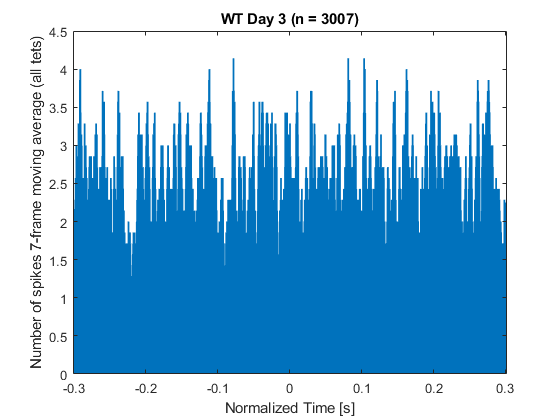 WT Day 3 (n = 3007)
Number of spikes 7-frame moving average (all tets)
4.5
4
3.5
3
2.5
2
1.5
1
0.5
0
-0.3 -0.2 -0.1 0 0.1 0.2 0.3
Normalized Time [s]